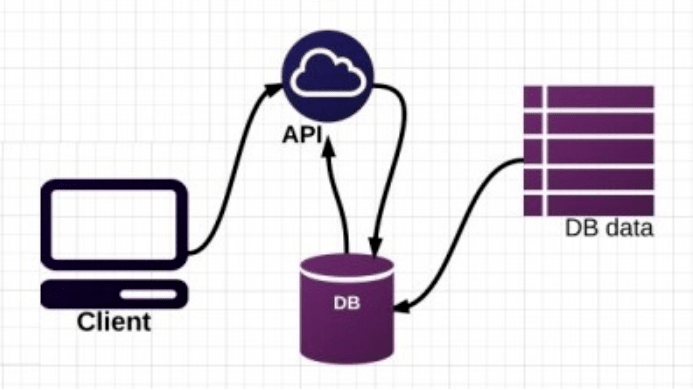 API
DB data
DB
Client